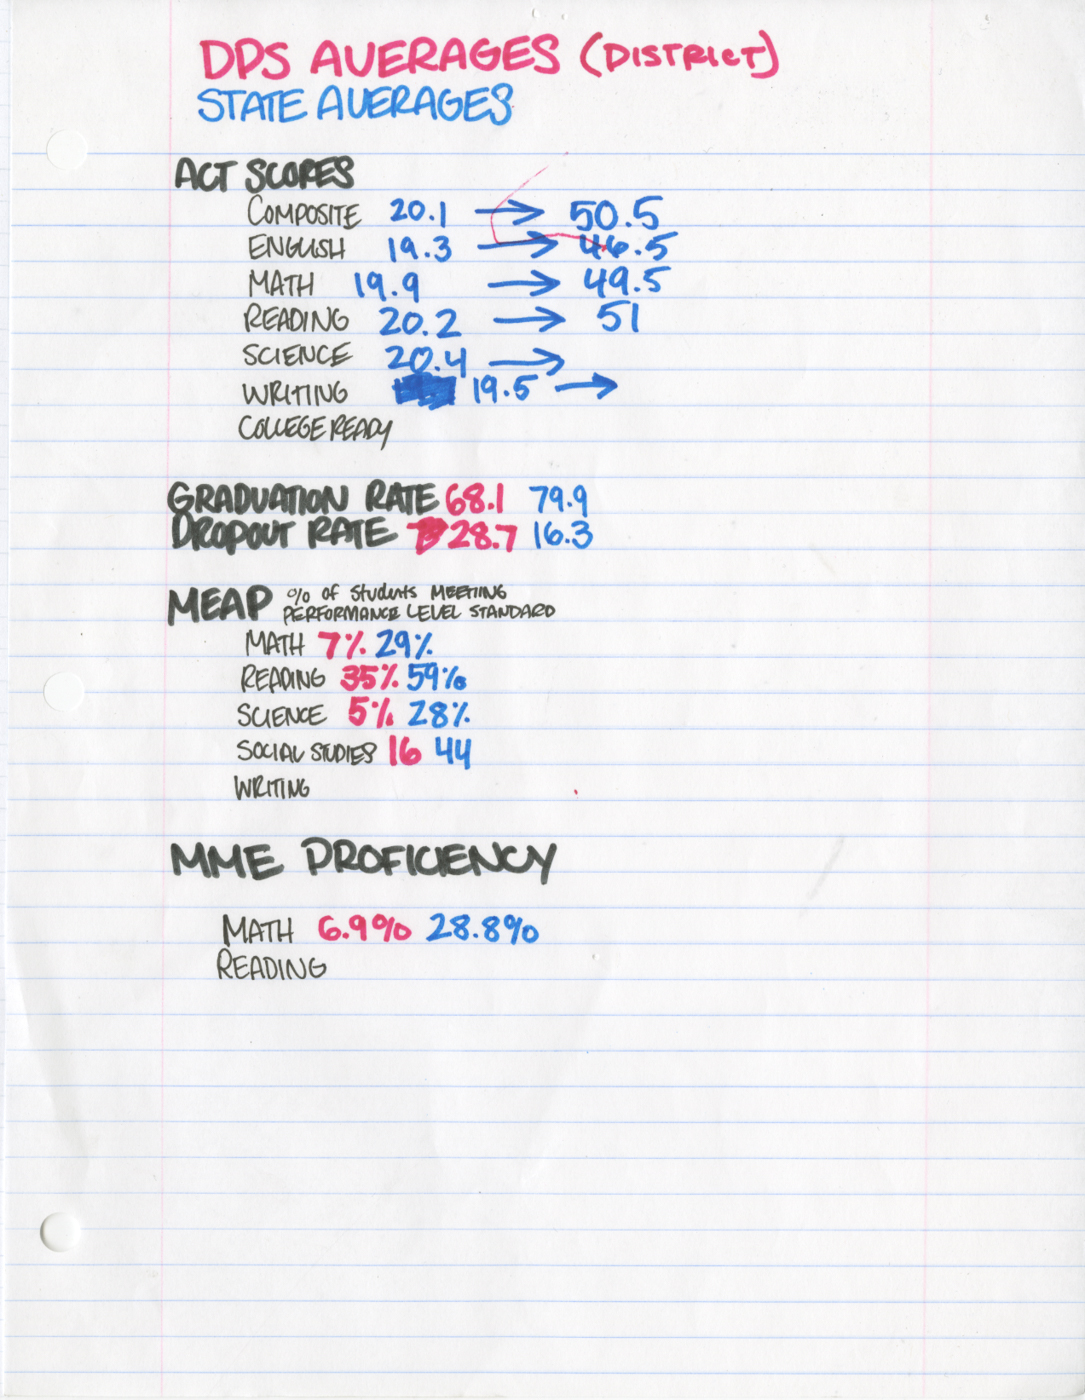 DPS AVERAGES (DISTRICT)
STATE AVERAGES
ACT SCORES
COMPOSITE 20.1 → 50.5
ENGLISH 19.3 → 46.5
MATH 19.9 → 49.5
READING 20.2 → 51
SCIENCE 20.4 →
WRITING 19.5 →
COLLEGE READY
GRADUATION RATE 68.1 79.9
DROPOUT RATE 28.7 16.3
MEAP % of Students MEETING
PERFORMANCE LEVEL STANDARD
MATH 7% 29%
READING 35% 59%
SCIENCE 5% 28%
SOCIAL STUDIES 16 44
WRITING
MME PROFICIENCY
MATH 6.9% 28.8%
READING